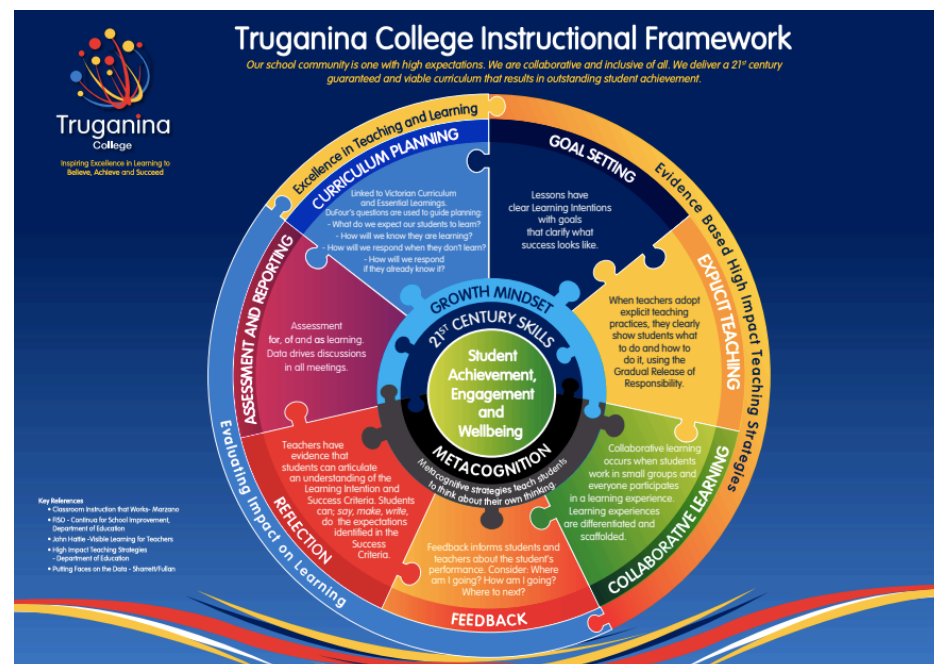 Truganina College Instructional Framework
Our school community is one with high expectations. We are collaborative and inclusive of all. We deliver a 21st century
guaranteed and viable curriculum that results in outstanding student achievement.
Truganina
College
Inspiring Excellence in Learning to
Believe, Achieve and Succeed
Excellence in Teaching and Learning
CURRICULUM PLANNING
Linked to Victorian Curriculum
and Essential Learnings.
DuFour's questions are used to guide planning:
- What do we expect our students to learn?
- How will we know they are learning?
- How will we respond when they don't learn?
- How will we respond
if they already know it?
GOAL SETTING
Lessons have
clear Learning Intentions
with goals
that clarify what
success looks like.
Evidence Based High Impact Teaching Strategies
EXPLICIT TEACHING
When teachers adopt
explicit teaching
practices, they clearly
show students what
to do and how to
do it, using the
Gradual Release of
Responsibility.
COLLABORATIVE LEARNING
Collaborative learning
occurs when students
work in small groups and
everyone participates
in a learning experience.
Learning experiences
are differentiated and
scaffolded.
FEEDBACK
Feedback informs students and
teachers about the student's
performance. Consider: Where
am I going? How am I going?
Where to next?
Evaluating Impact on Learning
REFLECTION
Teachers have
evidence that
students can articulate
an understanding of the
Learning Intention and
Success Criteria. Students
can; say, make, write,
do the expectations
identified in the
Success
Criteria.
ASSESSMENT AND REPORTING
Assessment
for, of and as learning.
Data drives discussions
in all meetings.
GROWTH MINDSET
21ST CENTURY SKILLS
Student
Achievement,
Engagement
and
Wellbeing
METACOGNITION
Metacognitive strategies teach students
to think about their own thinking
Key References
• Classroom Instruction that Works- Marzano
• FISO - Continua for School Improvement,
Department of Education
• John Hattie -Visible Learning for Teachers
• High Impact Teaching Strategies
- Department of Education
• Putting Faces on the Data - Sharratt/Fullan